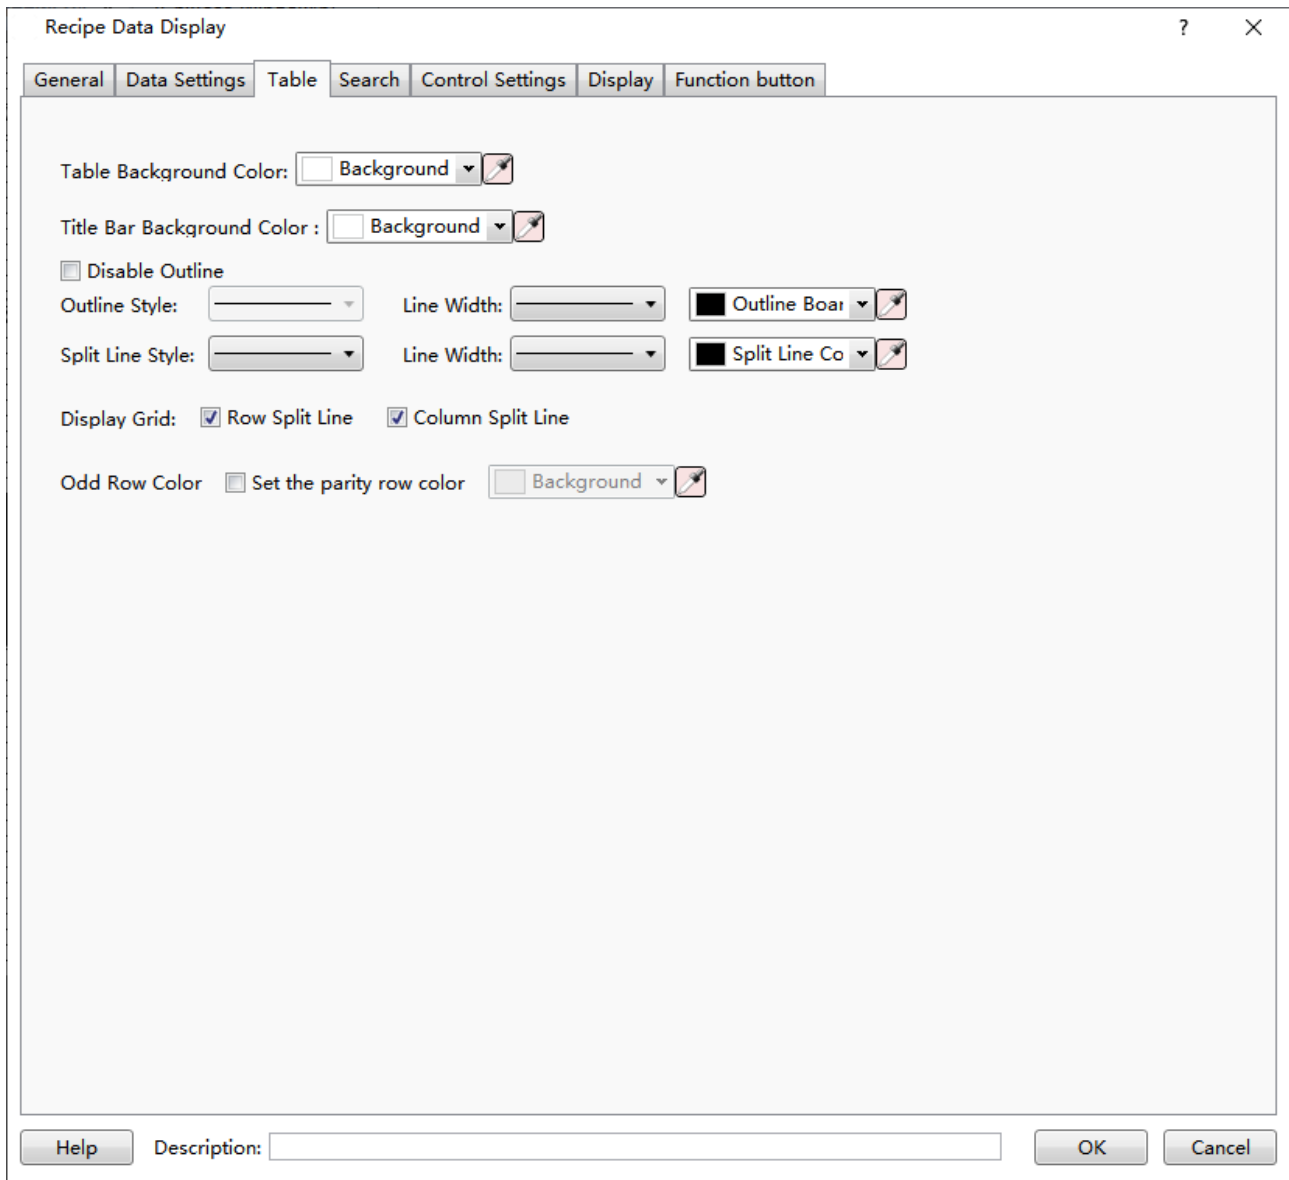 Recipe Data Display ?
General Data Settings Table Search Control Settings Display Function button
Table Background Color: Background
Title Bar Background Color : Background
Disable Outline
Outline Style: Line Width: Outline Boar
Split Line Style: Line Width: Split Line Co
Display Grid: Row Split Line Column Split Line
Odd Row Color Set the parity row color Background
Help Description: OK Cancel